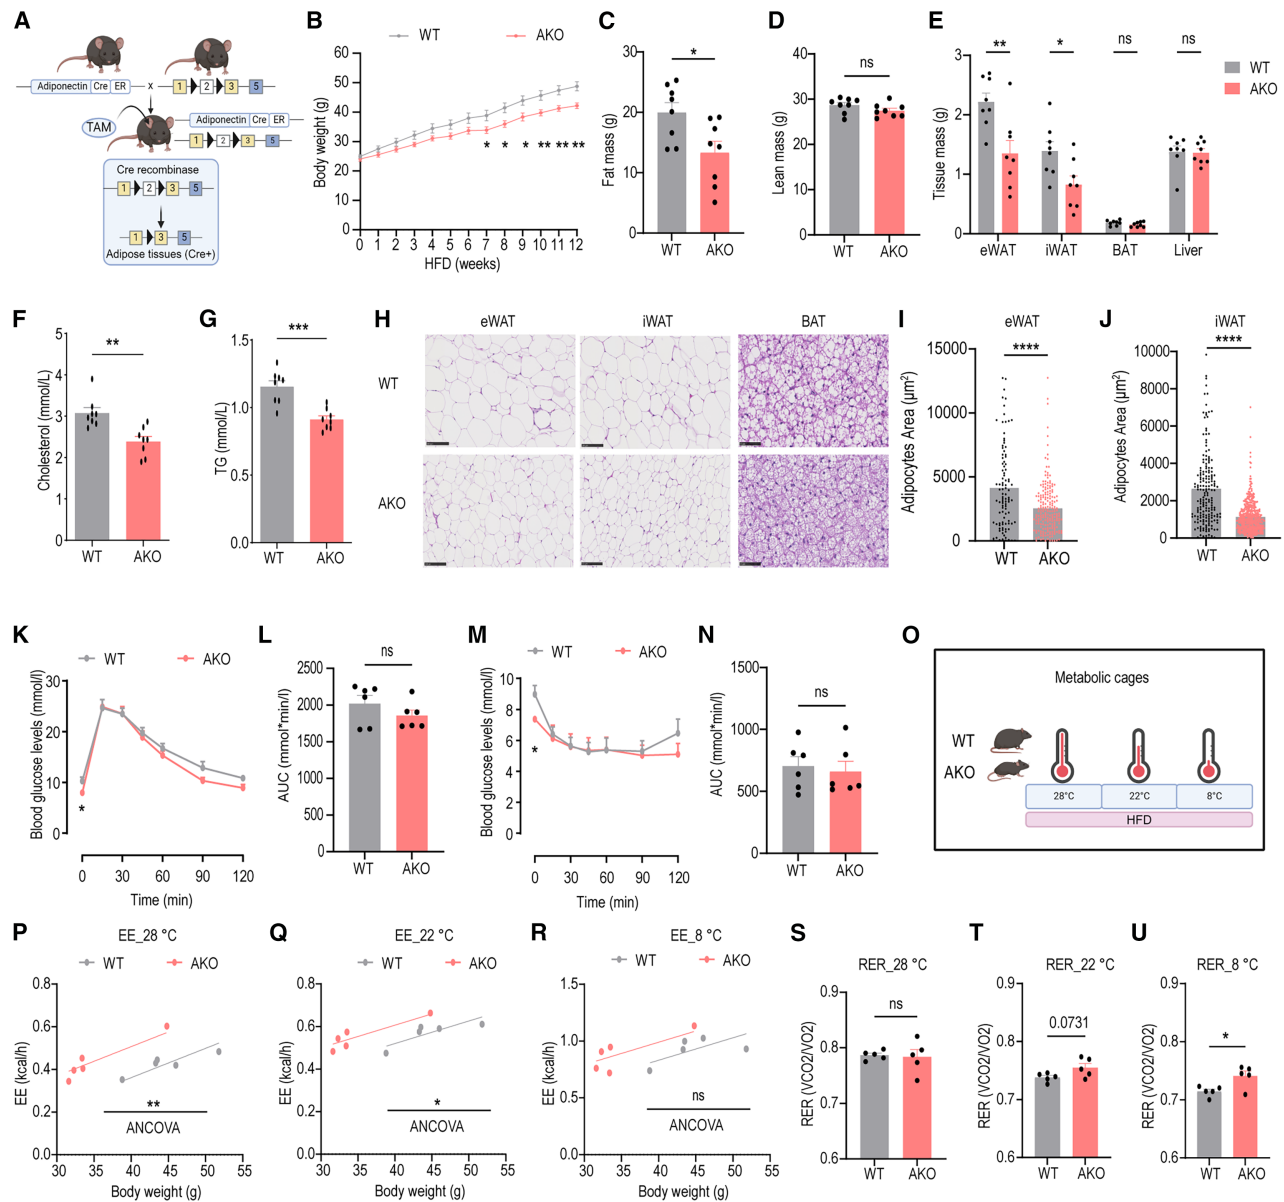 A
Adiponectin Cre ER
x
1 2 3 5
TAM
Adiponectin Cre ER
1 2 3 5
Cre recombinase
1 2 3 5
1 3 5
Adipose tissues (Cre+)
B
WT AKO
Body weight (g)
60
50
40
30
20
10
0
* * * ** ** **
0 1 2 3 4 5 6 7 8 9 10 11 12
HFD (weeks)
C
Fat mass (g)
30
20
10
0
*
WT AKO
D
Lean mass (g)
40
30
20
10
0
ns
WT AKO
E
Tissue mass (g)
3
2
1
0
** * ns ns
eWAT iWAT BAT Liver
WT
AKO
F
Cholesterol (mmol/L)
5
4
3
2
1
0
**
WT AKO
G
TG (mmol/L)
1.5
1.0
0.5
0.0
***
WT AKO
H
eWAT iWAT BAT
WT
AKO
I
eWAT
Adipocytes Area (µm²)
15000
10000
5000
0
****
WT AKO
J
iWAT
Adipocytes Area (µm²)
10000
8000
6000
4000
2000
0
****
WT AKO
K
WT AKO
Blood glucose levels (mmol/l)
30
20
10
0
*
0 30 60 90 120
Time (min)
L
AUC (mmol*min/l)
2500
2000
1500
1000
500
0
ns
WT AKO
M
WT AKO
Blood glucose levels (mmol/l)
10
8
6
4
2
0
*
0 30 60 90 120
Time (min)
N
AUC (mmol*min/l)
1500
1000
500
0
ns
WT AKO
O
Metabolic cages
WT
AKO
28°C 22°C 8°C
HFD
P
EE_28 °C
WT AKO
EE (kcal/h)
0.8
0.6
0.4
0.2
0.0
**
ANCOVA
30 35 40 45 50 55
Body weight (g)
Q
EE_22 °C
WT AKO
EE (kcal/h)
0.8
0.6
0.4
0.2
0.0
*
ANCOVA
30 35 40 45 50 55
Body weight (g)
R
EE_8 °C
WT AKO
EE (kcal/h)
1.5
1.0
0.5
0.0
ns
ANCOVA
30 35 40 45 50 55
Body weight (g)
S
RER_28 °C
RER (VCO2/VO2)
0.9
0.8
0.7
0.6
ns
WT AKO
T
RER_22 °C
RER (VCO2/VO2)
0.9
0.8
0.7
0.6
0.0731
WT AKO
U
RER_8 °C
RER (VCO2/VO2)
0.9
0.8
0.7
0.6
*
WT AKO